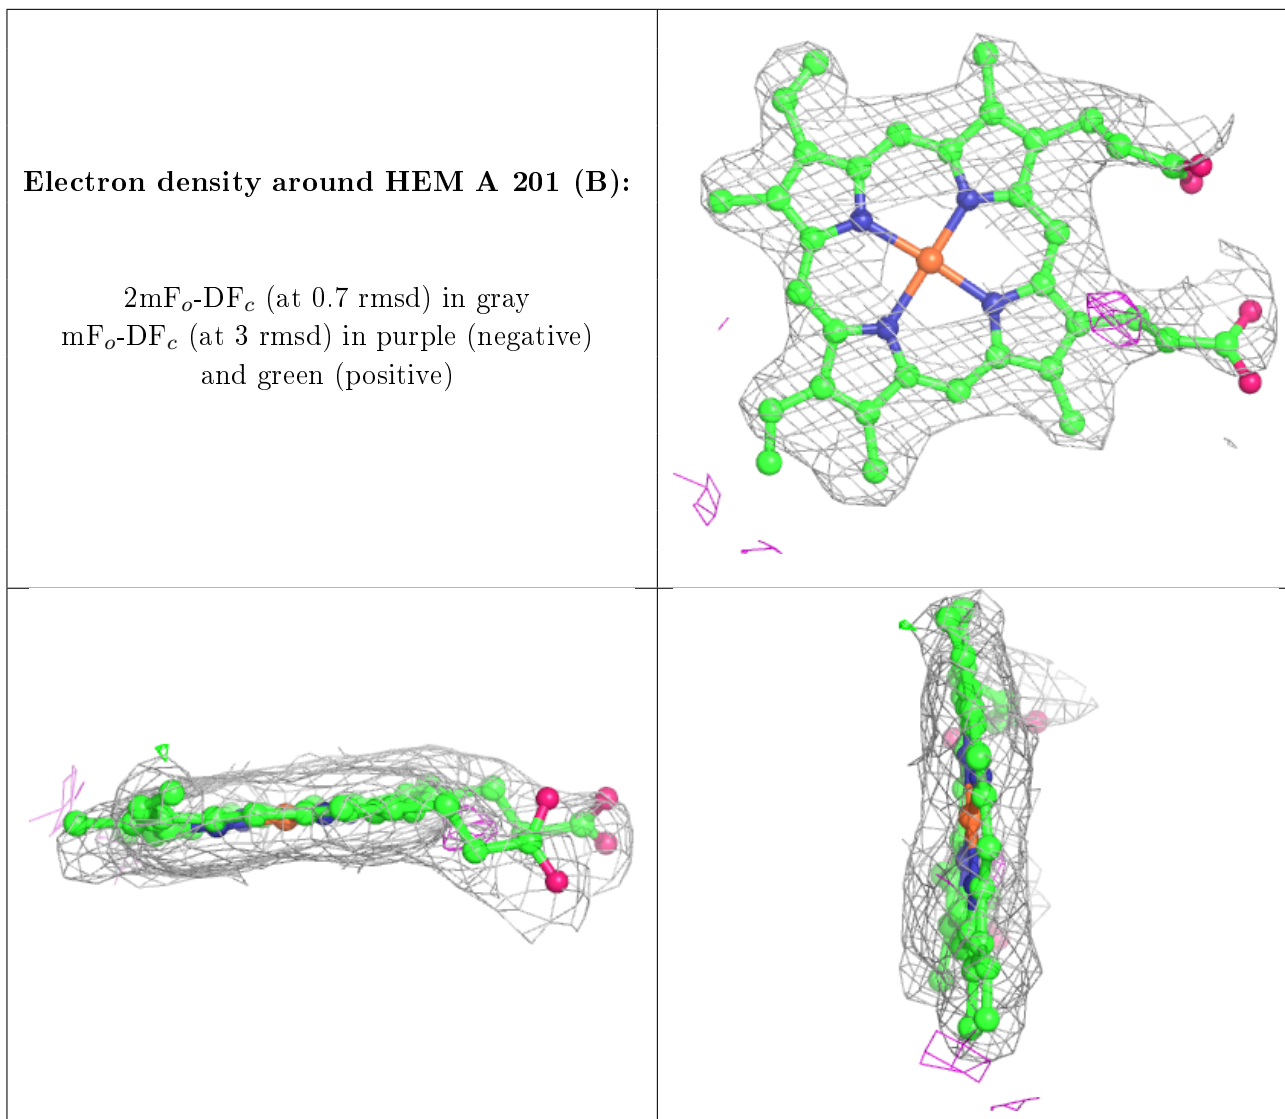 Electron density around HEM A 201 (B):
2mFₒ-DF𝒸 (at 0.7 rmsd) in gray
mFₒ-DF𝒸 (at 3 rmsd) in purple (negative)
and green (positive)